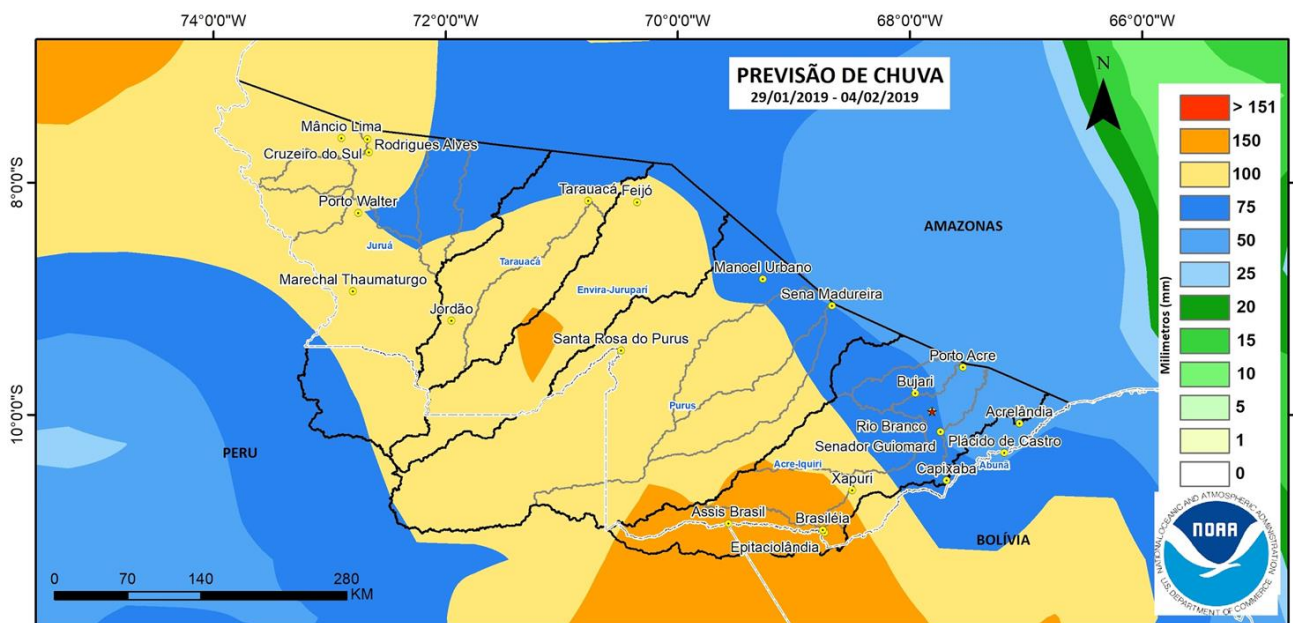 74°0'0"W
72°0'0"W
70°0'0"W
68°0'0"W
66°0'0"W
8°0'0"S
10°0'0"S
PREVISÃO DE CHUVA
29/01/2019 - 04/02/2019
N
> 151
150
100
75
50
25
20
15
10
5
1
0
Milímetros (mm)
Mâncio Lima
Rodrigues Alves
Cruzeiro do Sul
Porto Walter
Juruá
Marechal Thaumaturgo
Tarauacá
Feijó
Tarauacá
Jordão
Envira-Jurupari
Santa Rosa do Purus
Manoel Urbano
Sena Madureira
AMAZONAS
Purus
Porto Acre
Bujari
Rio Branco
Senador Guiomard
Acrelândia
Plácido de Castro
Abunã
Capixaba
Acre-Iquiri
Xapuri
Assis Brasil
Brasiléia
Epitaciolândia
PERU
BOLÍVIA
0
70
140
280
KM
NATIONAL OCEANIC AND ATMOSPHERIC ADMINISTRATION
NOAA
U.S. DEPARTMENT OF COMMERCE